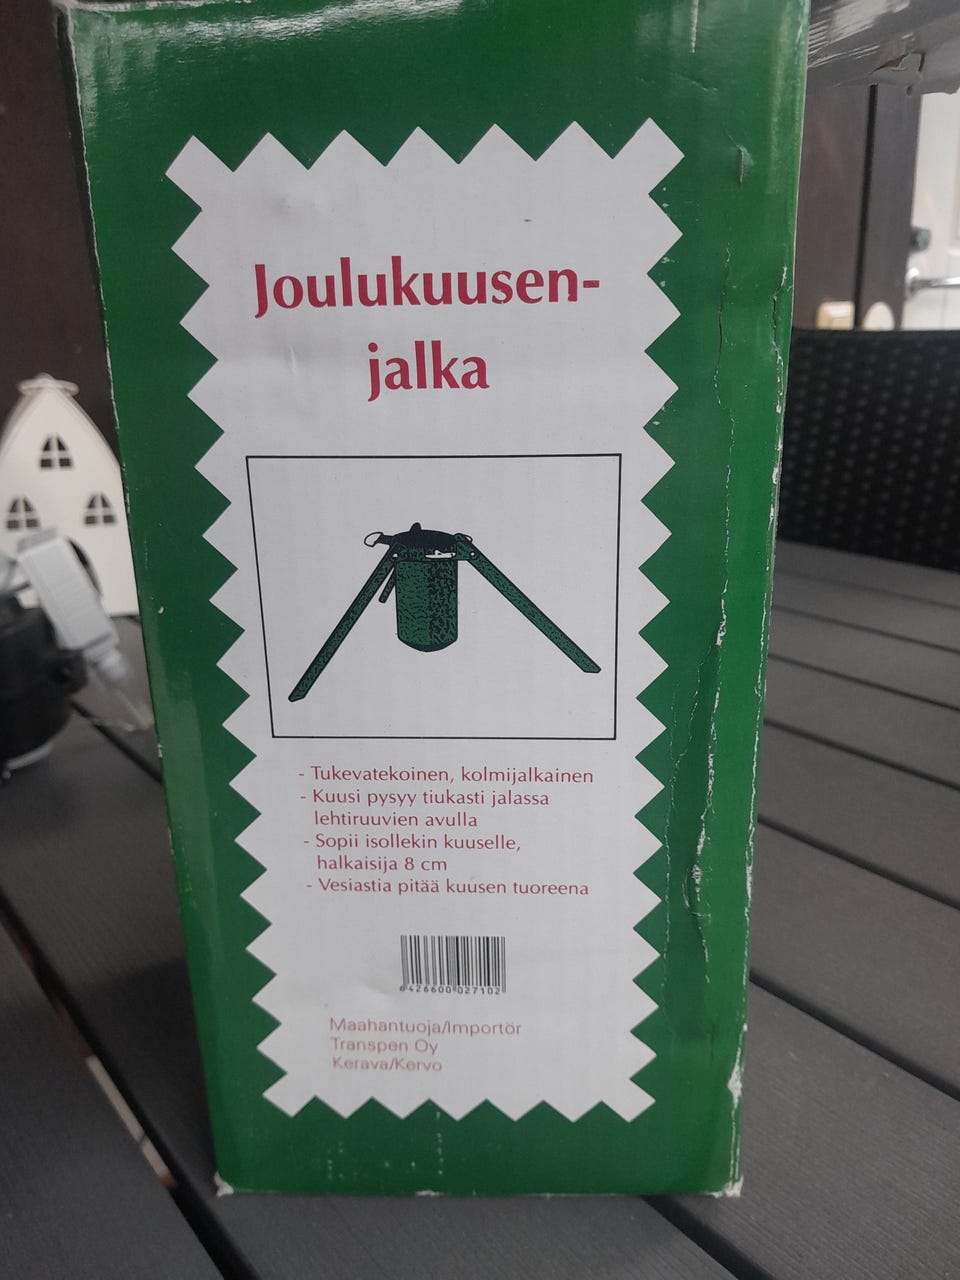 Joulukuusen-
jalka
- Tukevatekoinen, kolmijalkainen
- Kuusi pysyy tiukasti jalassa
lehtiruuvien avulla
- Sopii isollekin kuuselle,
halkaisija 8 cm
- Vesiastia pitää kuusen tuoreena
6426600027102
Maahantuoja/Importör
Transpen Oy
Kerava/Kervo